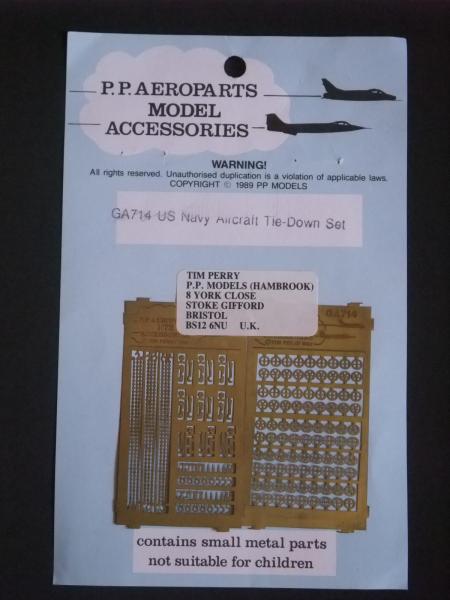 P.P. AEROPARTS
MODEL
ACCESSORIES
WARNING!
All rights reserved. Unauthorised duplication is a violation of applicable laws.
COPYRIGHT © 1989 PP MODELS
GA714 US Navy Aircraft Tie-Down Set
TIM PERRY
P.P. MODELS (HAMBROOK)
8 YORK CLOSE
STOKE GIFFORD
BRISTOL
BS12 6NU U.K.
GA714
contains small metal parts
not suitable for children